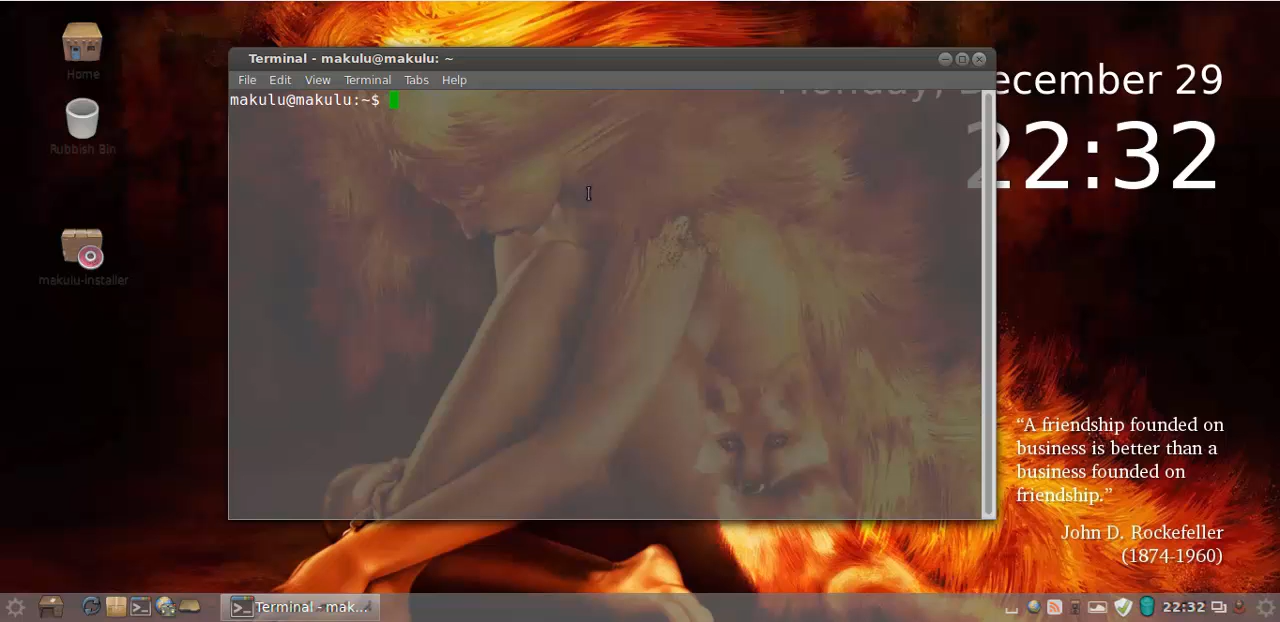 Terminal - makulu@makulu: ~
File Edit View Terminal Tabs Help
makulu@makulu:~$
Home
Rubbish Bin
makulu-installer
Monday, December 29
22:32
“A friendship founded on
business is better than a
business founded on
friendship.”
John D. Rockefeller
(1874-1960)
Terminal - mak...
22:32